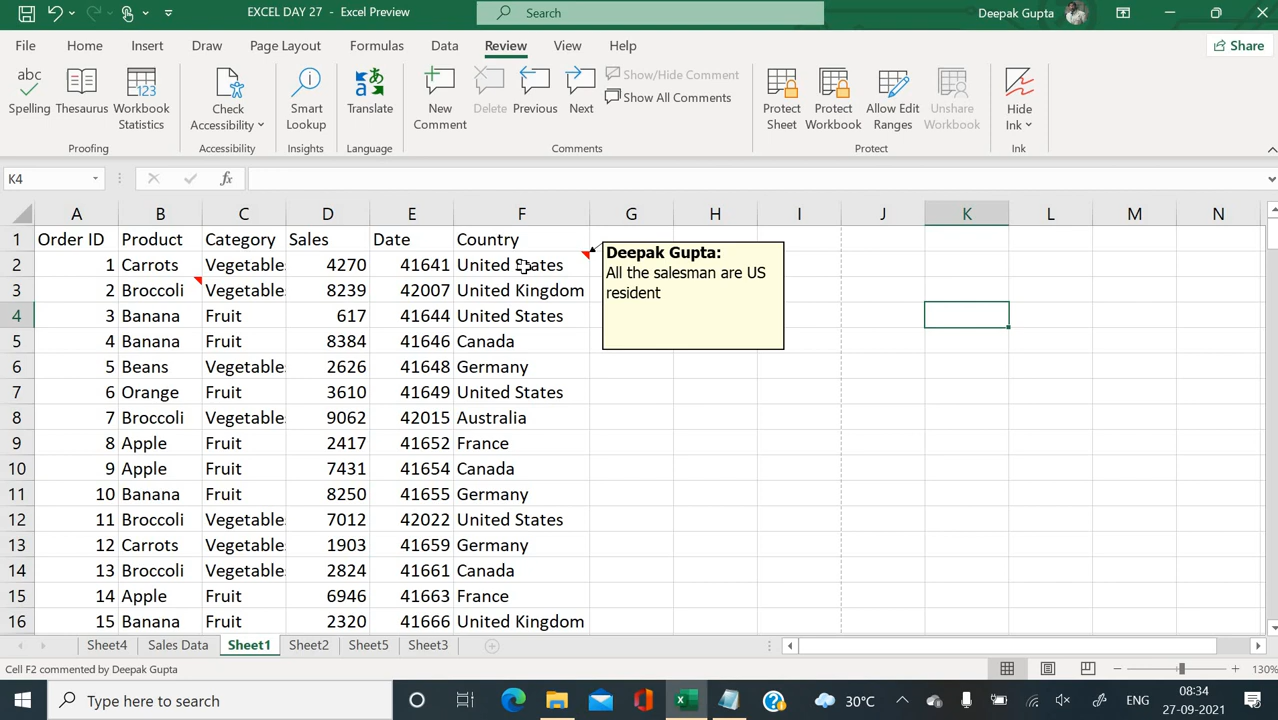 EXCEL DAY 27 - Excel Preview
Search
Deepak Gupta
File Home Insert Draw Page Layout Formulas Data Review View Help
Share
abc
Spelling
Thesaurus
123
Workbook
Statistics
Check
Accessibility
Smart
Lookup
Translate
New
Comment
Delete
Previous
Next
Show/Hide Comment
Show All Comments
Protect
Sheet
Protect
Workbook
Allow Edit
Ranges
Unshare
Workbook
Hide
Ink
Proofing Accessibility Insights Language Comments Protect Ink
K4
fx
A B C D E F G H I J K L M N
1 Order ID Product Category Sales Date Country
2 1 Carrots Vegetables 4270 41641 United States
3 2 Broccoli Vegetables 8239 42007 United Kingdom
4 3 Banana Fruit 617 41644 United States
5 4 Banana Fruit 8384 41646 Canada
6 5 Beans Vegetables 2626 41648 Germany
7 6 Orange Fruit 3610 41649 United States
8 7 Broccoli Vegetables 9062 42015 Australia
9 8 Apple Fruit 2417 41652 France
10 9 Apple Fruit 7431 41654 Canada
11 10 Banana Fruit 8250 41655 Germany
12 11 Broccoli Vegetables 7012 42022 United States
13 12 Carrots Vegetables 1903 41659 Germany
14 13 Broccoli Vegetables 2824 41661 Canada
15 14 Apple Fruit 6946 41663 France
16 15 Banana Fruit 2320 41666 United Kingdom
Deepak Gupta:
All the salesman are US
resident
Sheet4 Sales Data Sheet1 Sheet2 Sheet5 Sheet3
Cell F2 commented by Deepak Gupta
130%
Type here to search
30°C
ENG
08:34
27-09-2021